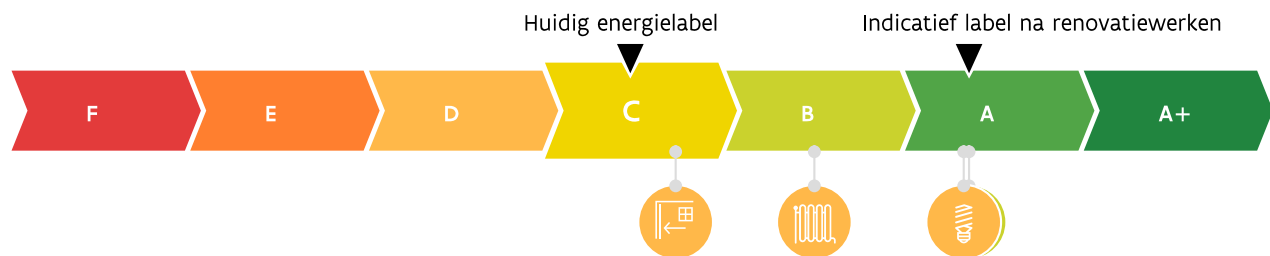 Huidig energielabel
Indicatief label na renovatiewerken
F
E
D
C
B
A
A+